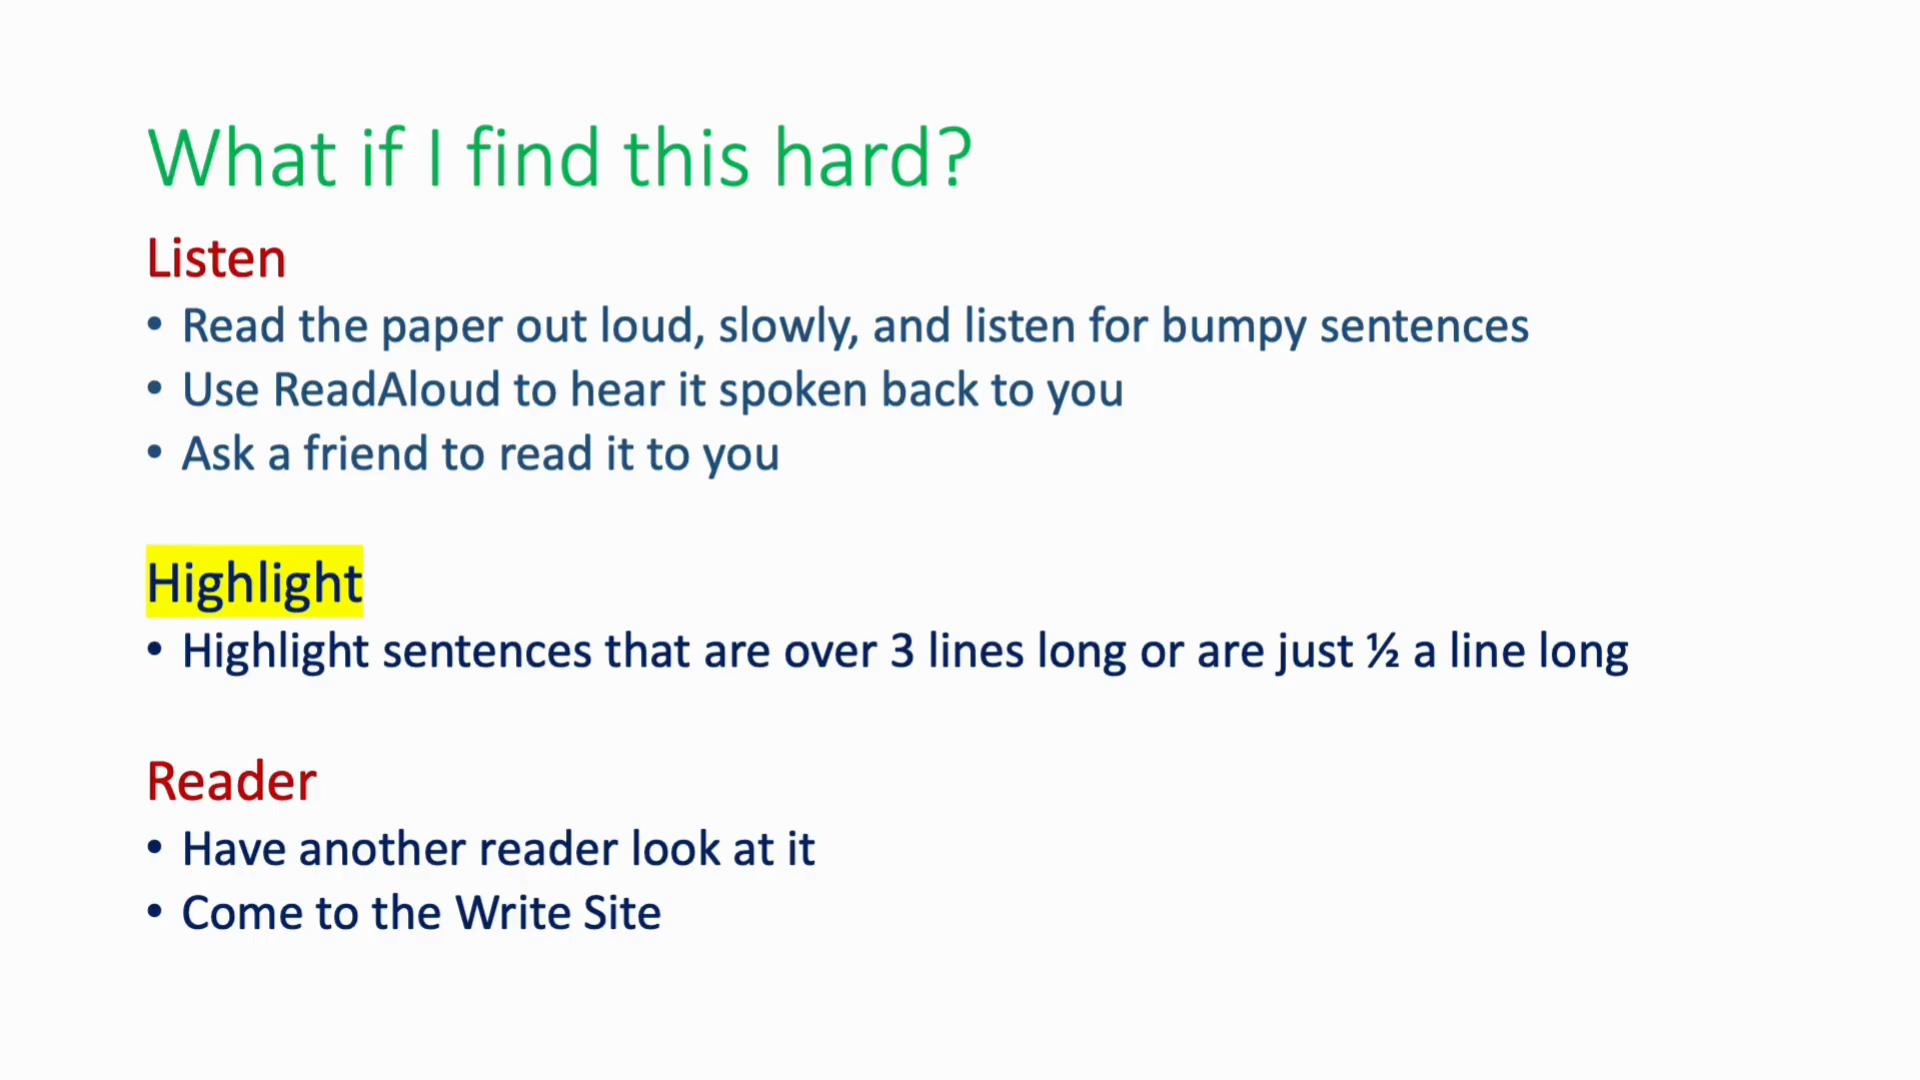 What if I find this hard?
Listen
• Read the paper out loud, slowly, and listen for bumpy sentences
• Use ReadAloud to hear it spoken back to you
• Ask a friend to read it to you
Highlight
• Highlight sentences that are over 3 lines long or are just ½ a line long
Reader
• Have another reader look at it
• Come to the Write Site